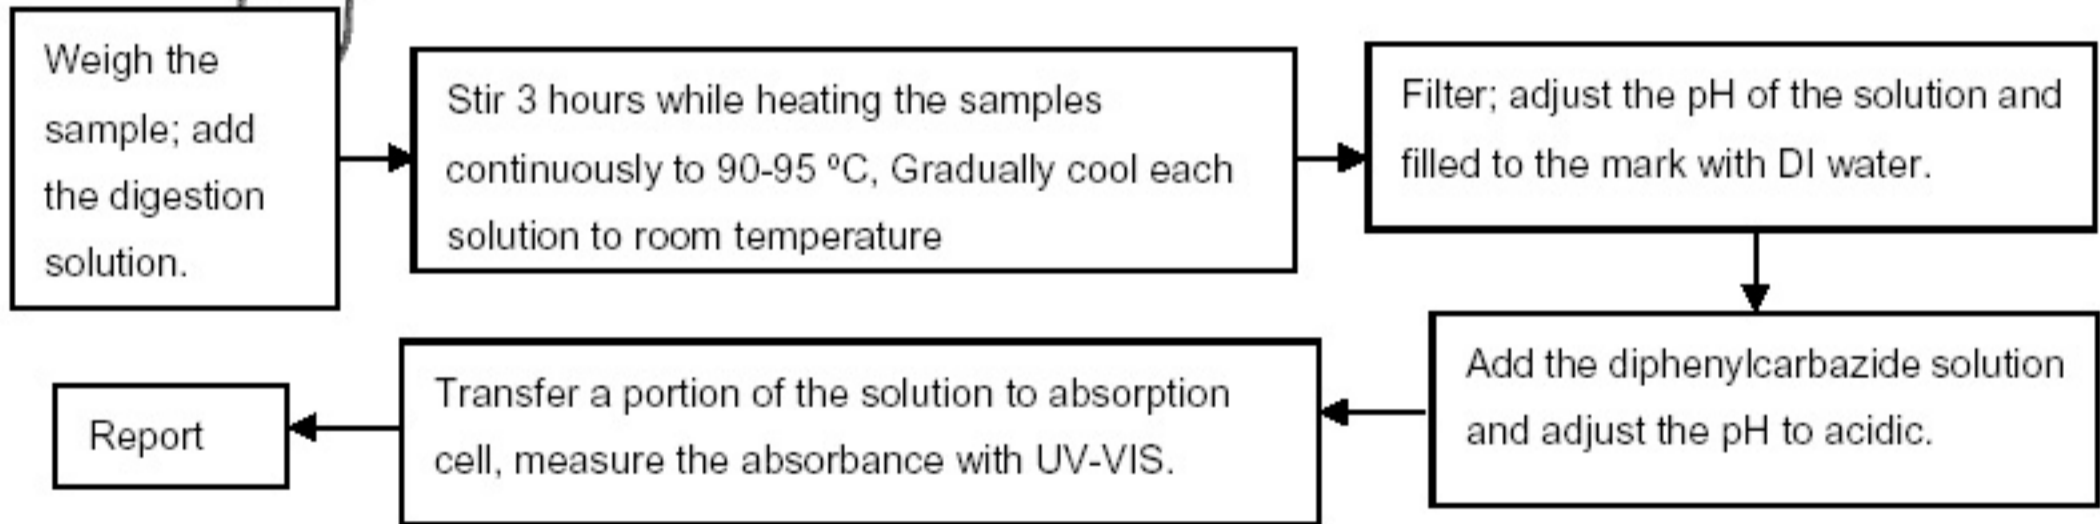 Weigh the
sample; add
the digestion
solution.
Stir 3 hours while heating the samples
continuously to 90-95 ºC, Gradually cool each
solution to room temperature
Filter; adjust the pH of the solution and
filled to the mark with DI water.
Add the diphenylcarbazide solution
and adjust the pH to acidic.
Transfer a portion of the solution to absorption
cell, measure the absorbance with UV-VIS.
Report